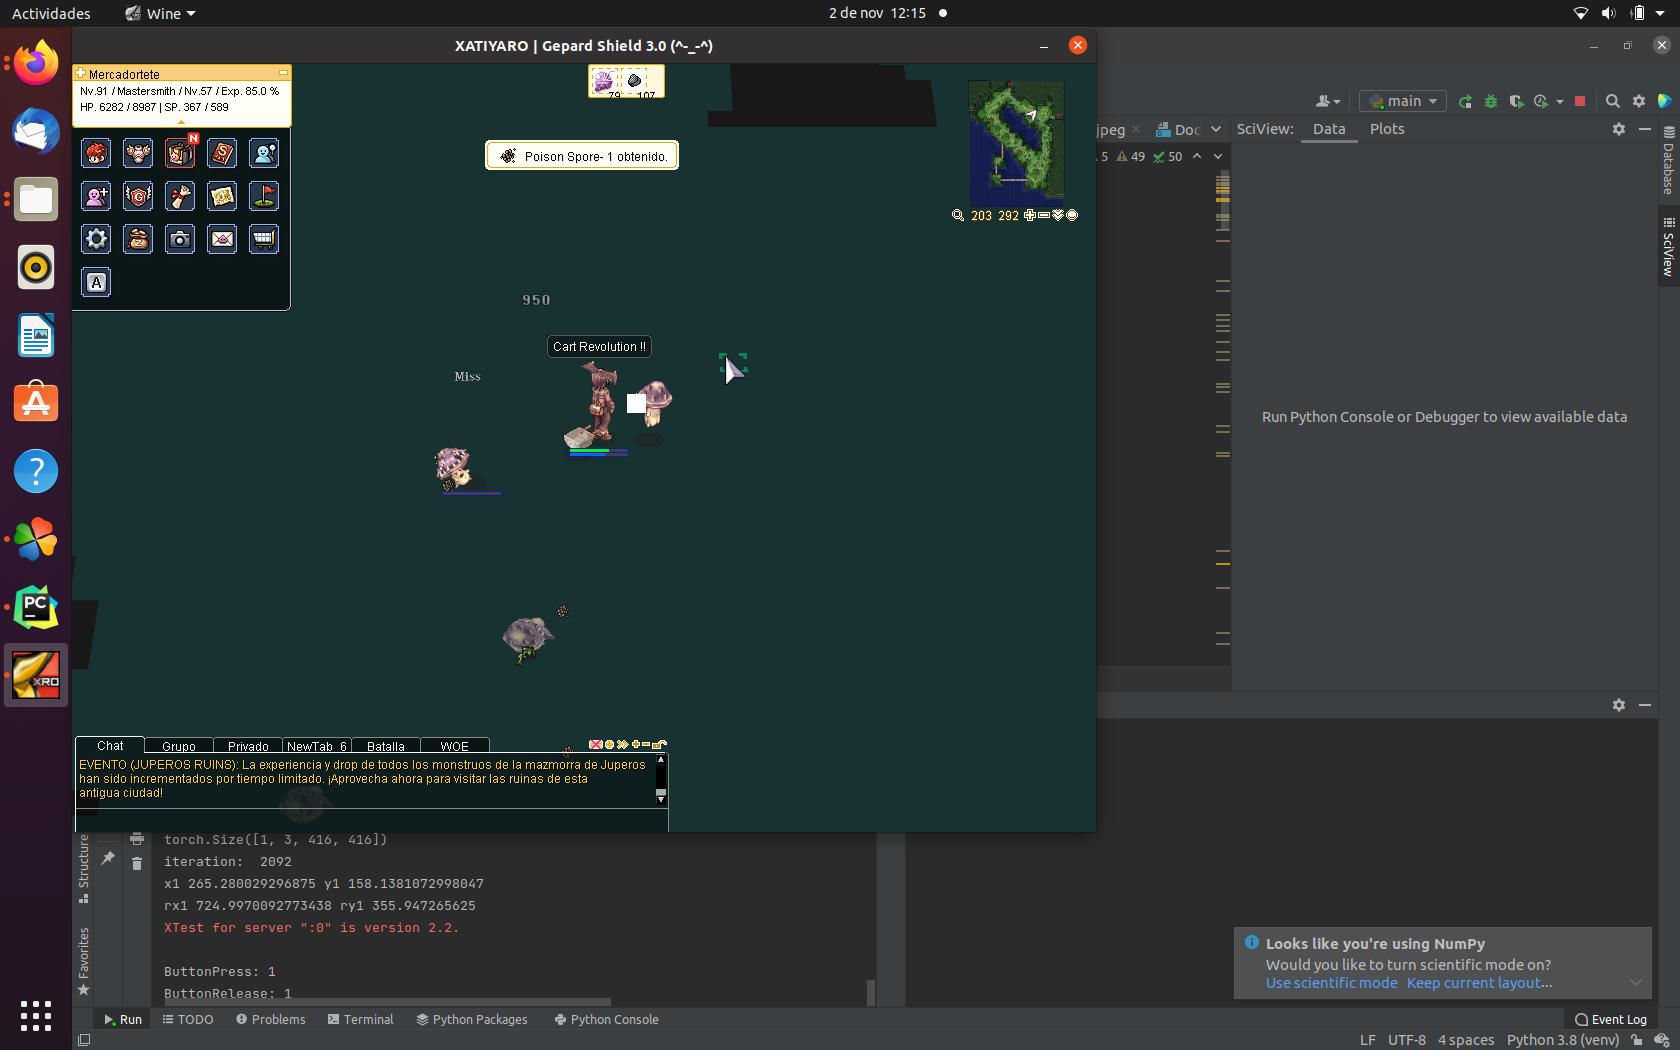 Actividades
Wine
2 de nov 12:15
XATIYARO | Gepard Shield 3.0 (^-_-^)
Mercadortete
Nv.91 / Mastersmith / Nv.57 / Exp. 85.0 %
HP. 6282 / 8987 | SP. 367 / 589
N
G
A
79
107
Poison Spore- 1 obtenido.
203 292
950
Cart Revolution !!
Miss
Chat
Grupo
Privado
NewTab_6
Batalla
WOE
EVENTO (JUPEROS RUINS): La experiencia y drop de todos los monstruos de la mazmorra de Juperos
han sido incrementados por tiempo limitado. ¡Aprovecha ahora para visitar las ruinas de esta
antigua ciudad!
main
jpeg
Doc
SciView:
Data
Plots
5
49
50
Database
SciView
Run Python Console or Debugger to view available data
PC
XRO
Structure
Favorites
torch.Size([1, 3, 416, 416])
iteration: 2092
x1 265.280029296875 y1 158.1381072998047
rx1 724.9970092773438 ry1 355.947265625
XTest for server ":0" is version 2.2.
ButtonPress: 1
ButtonRelease: 1
Looks like you're using NumPy
Would you like to turn scientific mode on?
Use scientific mode
Keep current layout...
Run
TODO
Problems
Terminal
Python Packages
Python Console
Event Log
LF
UTF-8
4 spaces
Python 3.8 (venv)